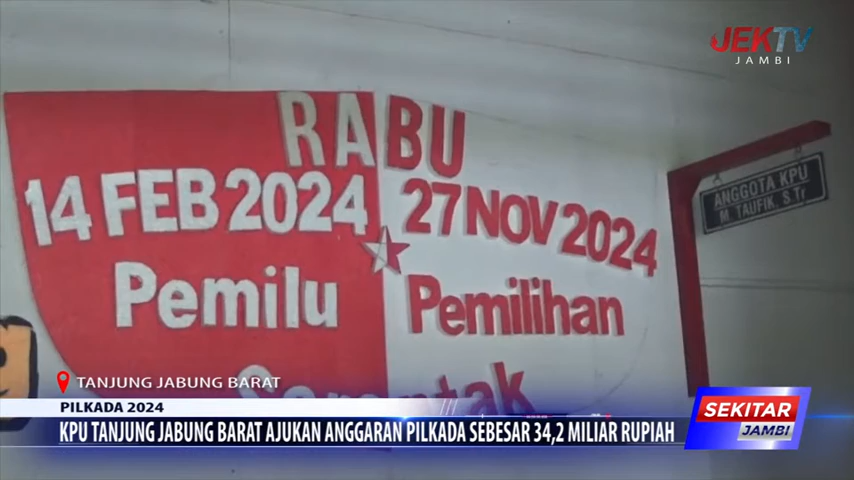 JEKTV
JAMBI
RABU
14 FEB 2024
27 NOV 2024
Pemilu
Pemilihan
ANGGOTA KPU
M. TAUFIK, S.Tr
TANJUNG JABUNG BARAT
PILKADA 2024
KPU TANJUNG JABUNG BARAT AJUKAN ANGGARAN PILKADA SEBESAR 34,2 MILIAR RUPIAH
SEKITAR
JAMBI